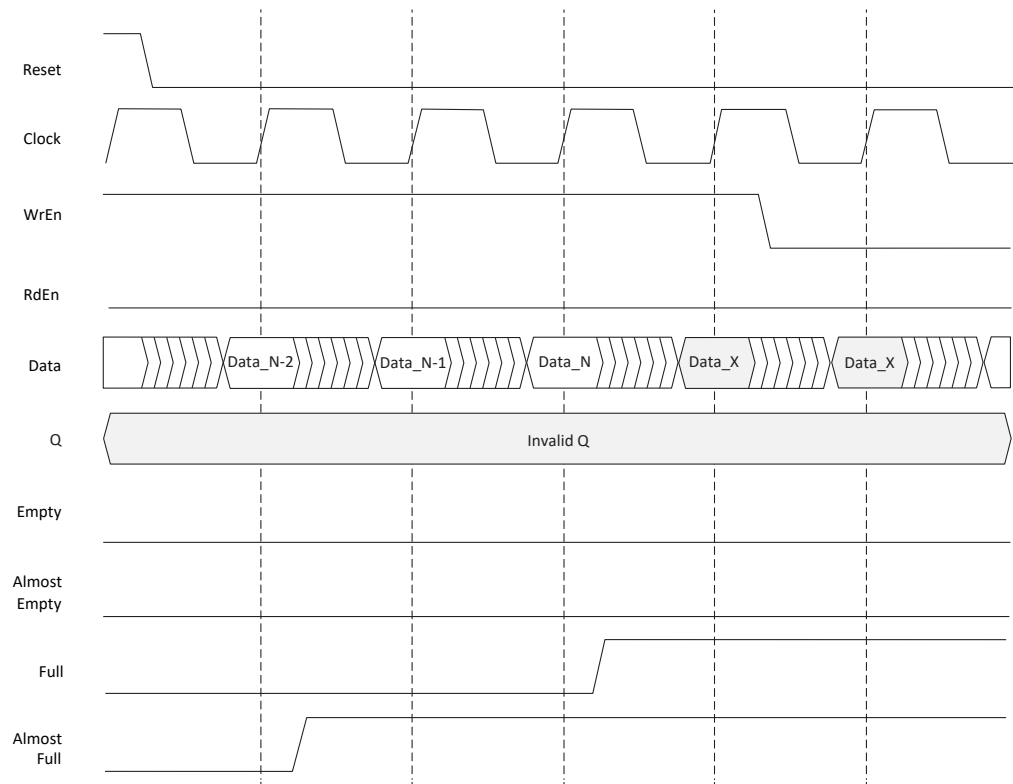 Reset
Clock
WrEn
RdEn
Data
Data_N-2
Data_N-1
Data_N
Data_X
Data_X
Q
Invalid Q
Empty
Almost
Empty
Full
Almost
Full